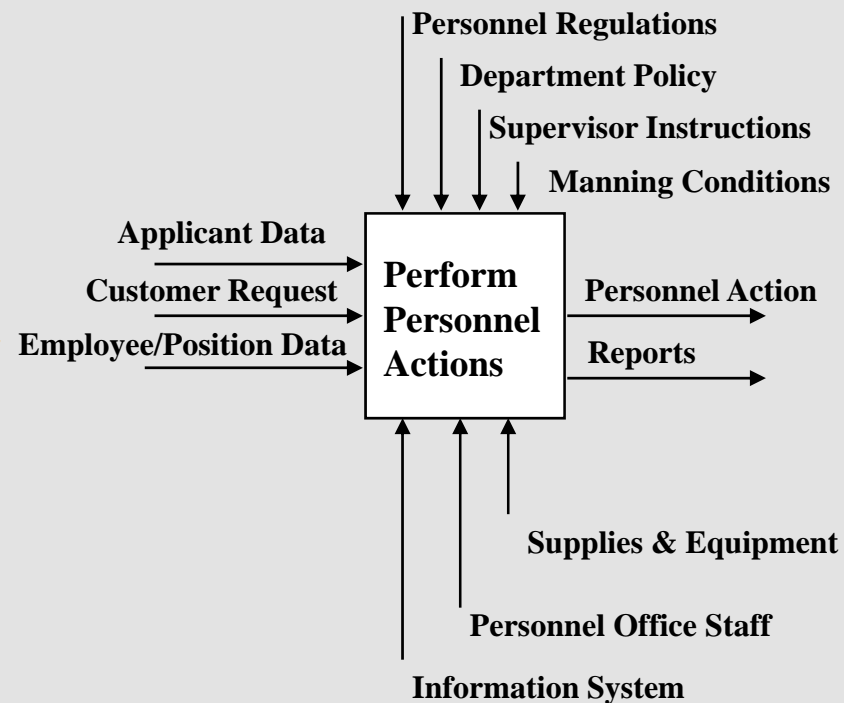 Personnel Regulations
Department Policy
Supervisor Instructions
Manning Conditions
Applicant Data
Customer Request
Employee/Position Data
Perform
Personnel
Actions
Personnel Action
Reports
Supplies & Equipment
Personnel Office Staff
Information System